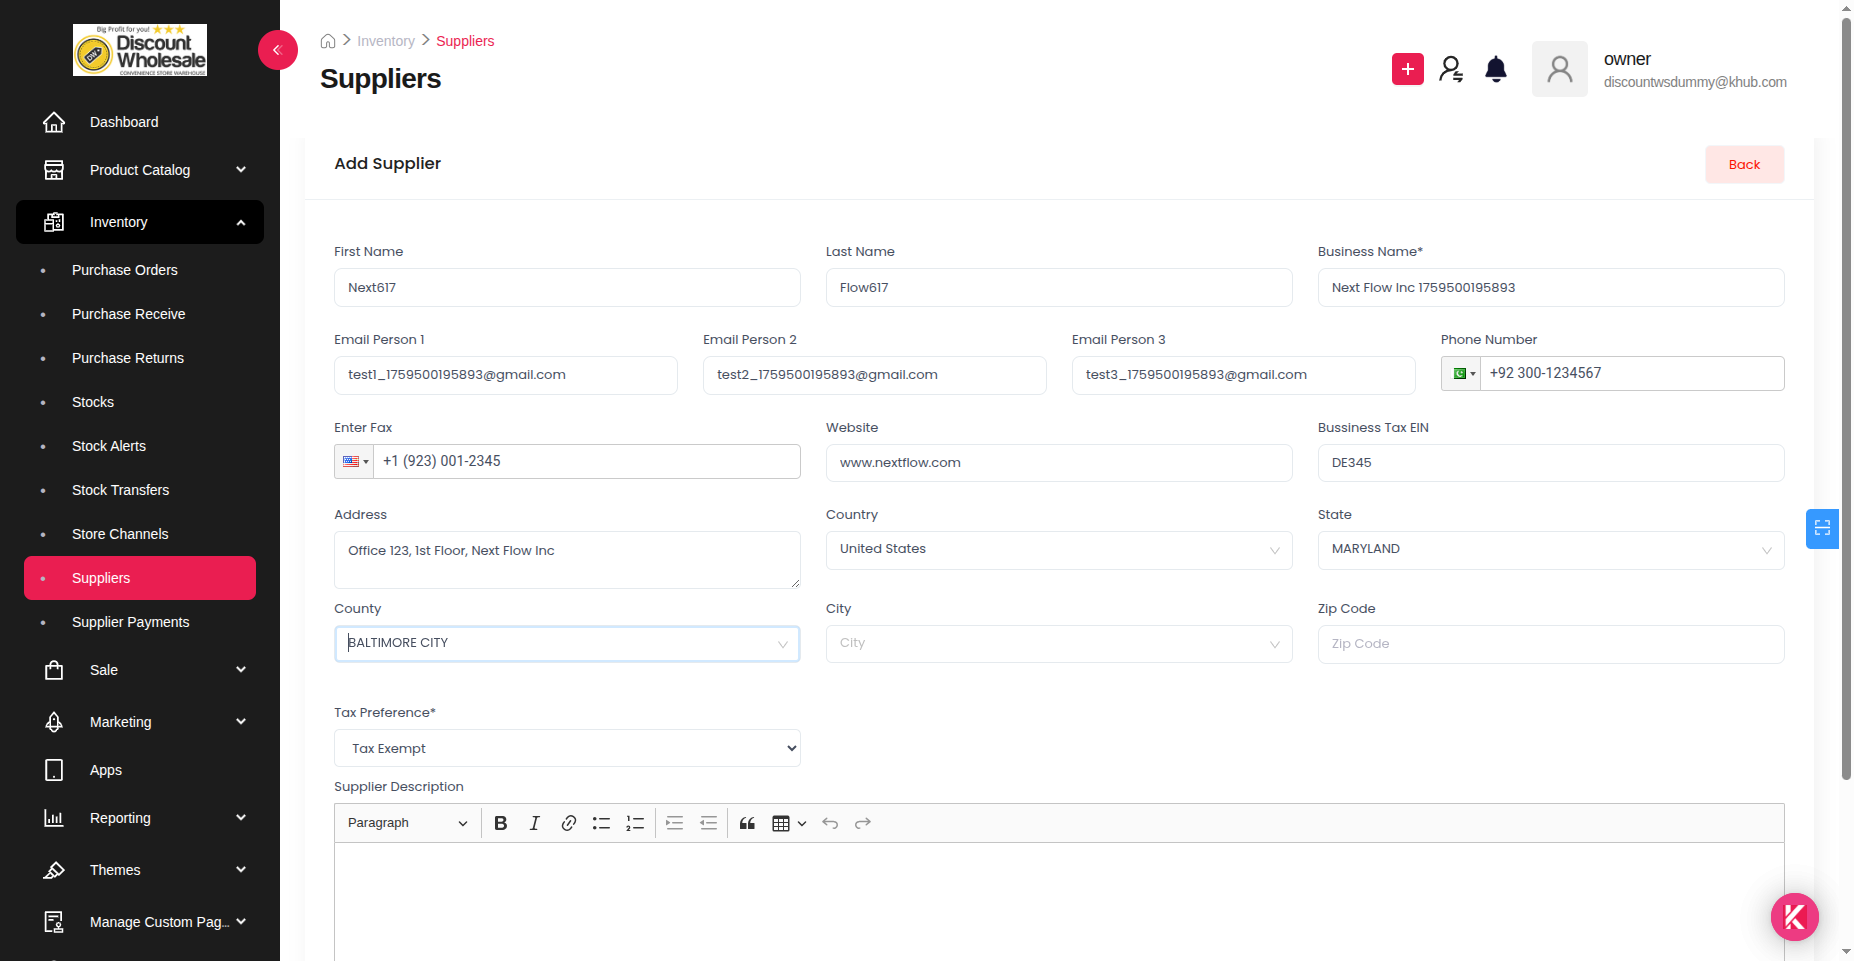 Big Profit for you!
Discount
Wholesale
CONVENIENCE STORE WAREHOUSE
DW
Dashboard
Product Catalog
Inventory
Purchase Orders
Purchase Receive
Purchase Returns
Stocks
Stock Alerts
Stock Transfers
Store Channels
Suppliers
Supplier Payments
Sale
Marketing
Apps
Reporting
Themes
Manage Custom Pag...
Inventory
Suppliers
Suppliers
owner
discountwsdummy@khub.com
Add Supplier
Back
First Name
Last Name
Business Name*
Next617
Flow617
Next Flow Inc 1759500195893
Email Person 1
Email Person 2
Email Person 3
Phone Number
test1_1759500195893@gmail.com
test2_1759500195893@gmail.com
test3_1759500195893@gmail.com
+92 300-1234567
Enter Fax
Website
Bussiness Tax EIN
+1 (923) 001-2345
www.nextflow.com
DE345
Address
Country
State
Office 123, 1st Floor, Next Flow Inc
United States
MARYLAND
County
City
Zip Code
BALTIMORE CITY
City
Zip Code
Tax Preference*
Tax Exempt
Supplier Description
Paragraph